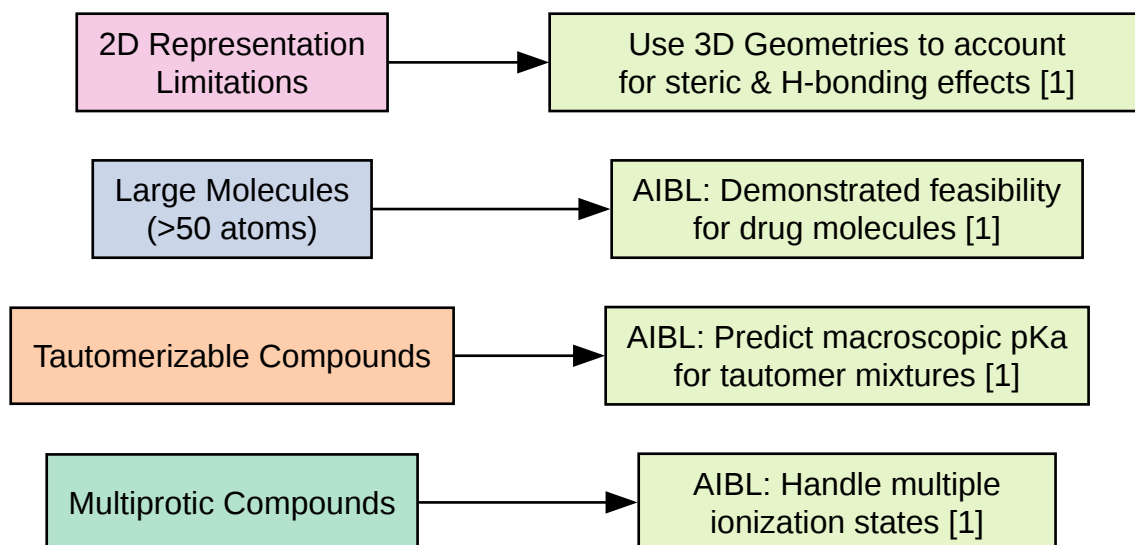 2D Representation
Limitations
Use 3D Geometries to account
for steric & H-bonding effects [1]
Large Molecules
(>50 atoms)
AIBL: Demonstrated feasibility
for drug molecules [1]
Tautomerizable Compounds
AIBL: Predict macroscopic pKa
for tautomer mixtures [1]
Multiprotic Compounds
AIBL: Handle multiple
ionization states [1]